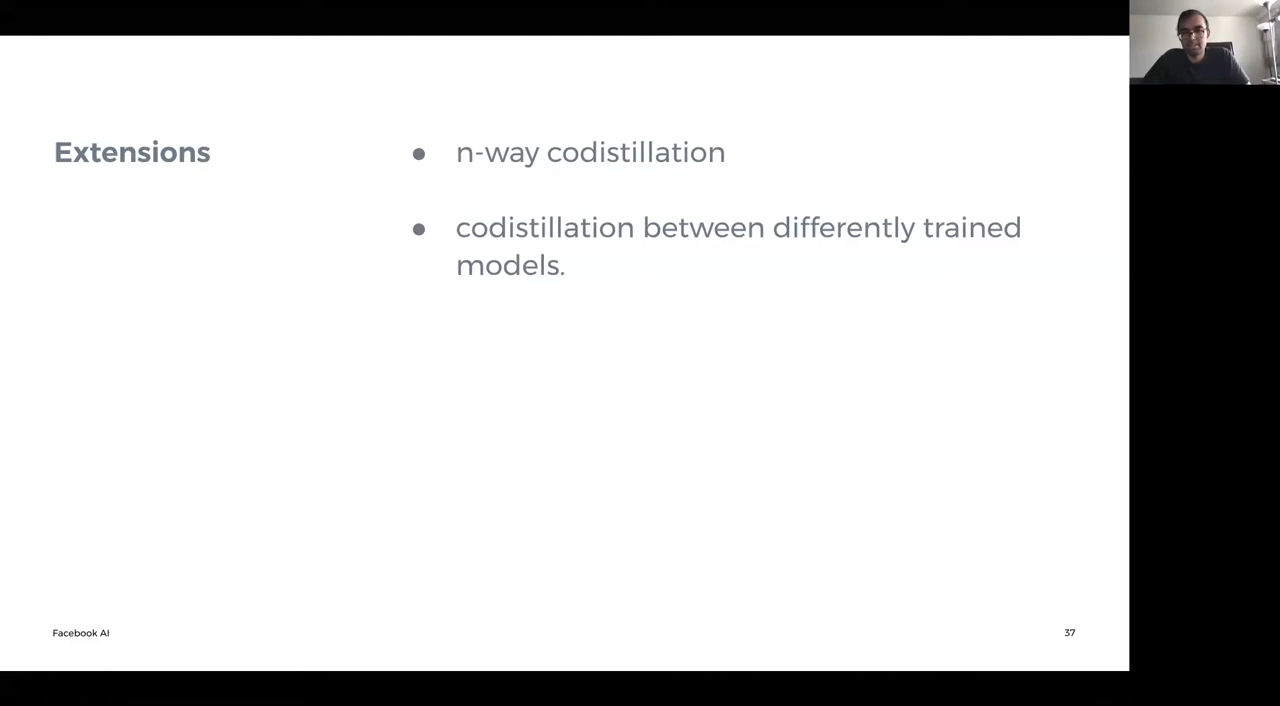 Extensions
● n-way codistillation
● codistillation between differently trained
models.
Facebook AI
37